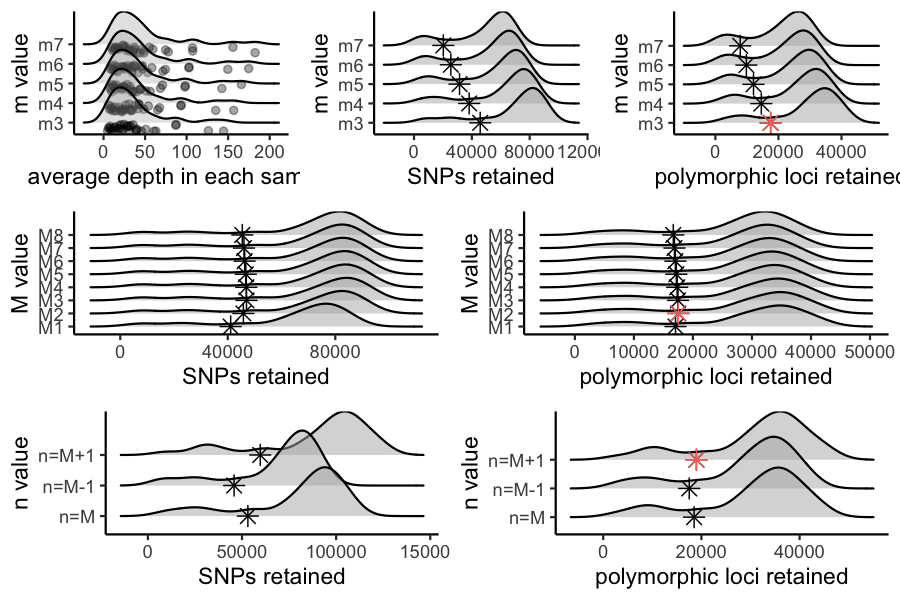 m value
m7
m6
m5
m4
m3
0 50 100 150 200
average depth in each sam
m value
m7
m6
m5
m4
m3
0 40000 80000 12000
SNPs retained
m value
m7
m6
m5
m4
m3
0 20000 40000
polymorphic loci retained
M value
M8
M7
M6
M5
M4
M3
M2
M1
0 40000 80000
SNPs retained
M value
M8
M7
M6
M5
M4
M3
M2
M1
0 10000 20000 30000 40000 50000
polymorphic loci retained
n value
n=M+1
n=M-1
n=M
0 50000 100000 15000
SNPs retained
n value
n=M+1
n=M-1
n=M
0 20000 40000
polymorphic loci retained